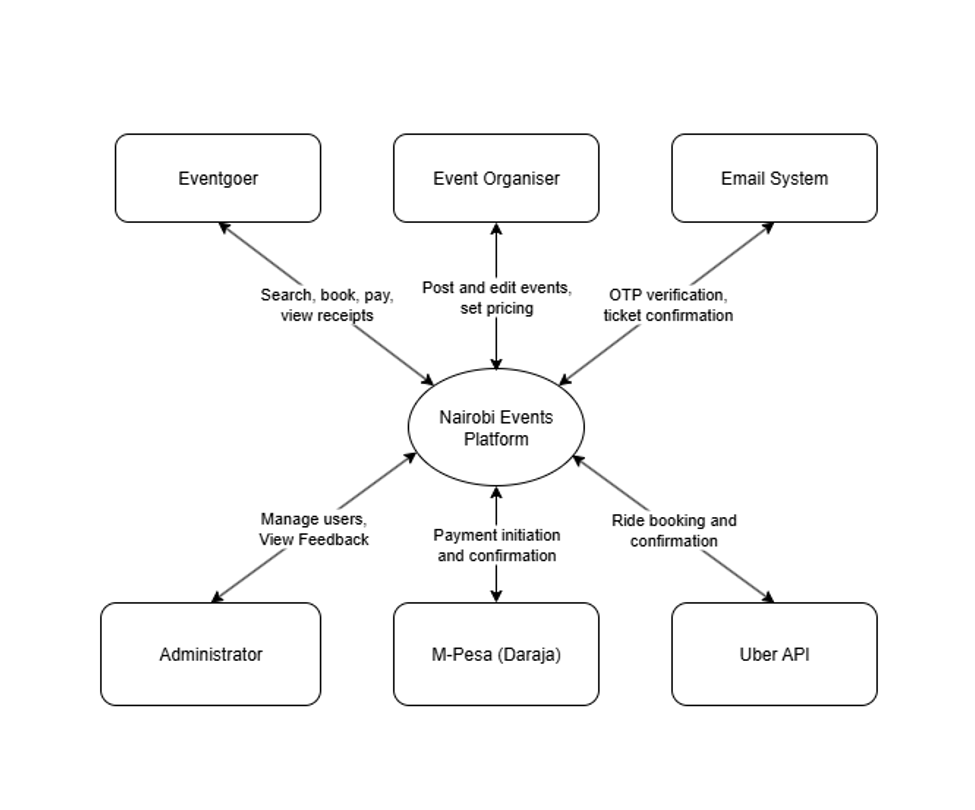 Eventgoer
Event Organiser
Email System
Search, book, pay,
view receipts
Post and edit events,
set pricing
OTP verification,
ticket confirmation
Nairobi Events
Platform
Manage users,
View Feedback
Payment initiation
and confirmation
Ride booking and
confirmation
Administrator
M-Pesa (Daraja)
Uber API